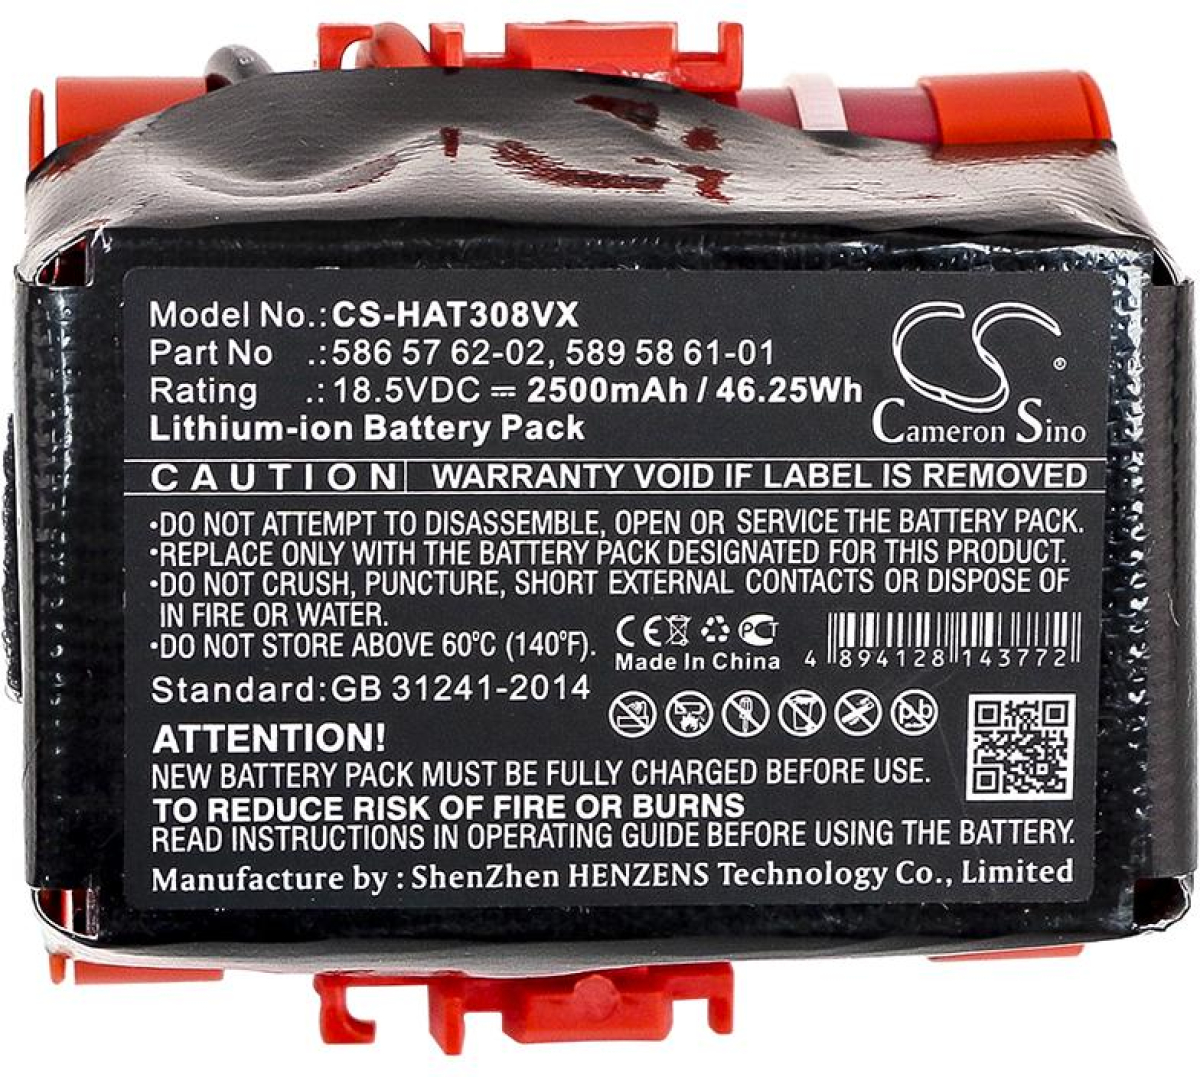 Model No.:CS-HAT308VX
Part No .:586 57 62-02, 589 58 61-01
Rating .:18.5VDC ⎓ 2500mAh / 46.25Wh
Lithium-ion Battery Pack
CS ®
Cameron Sino
CAUTION| WARRANTY VOID IF LABEL IS REMOVED
•DO NOT ATTEMPT TO DISASSEMBLE, OPEN OR SERVICE THE BATTERY PACK.
•REPLACE ONLY WITH THE BATTERY PACK DESIGNATED FOR THIS PRODUCT.
•DO NOT CRUSH, PUNCTURE, SHORT EXTERNAL CONTACTS OR DISPOSE OF
IN FIRE OR WATER.
•DO NOT STORE ABOVE 60°C (140°F).
CE PCT
Made In China
4 894128 143772
Standard:GB 31241-2014
Pb
ATTENTION!
NEW BATTERY PACK MUST BE FULLY CHARGED BEFORE USE.
TO REDUCE RISK OF FIRE OR BURNS
READ INSTRUCTIONS IN OPERATING GUIDE BEFORE USING THE BATTERY.
Manufacture by : ShenZhen HENZENS Technology Co., Limited